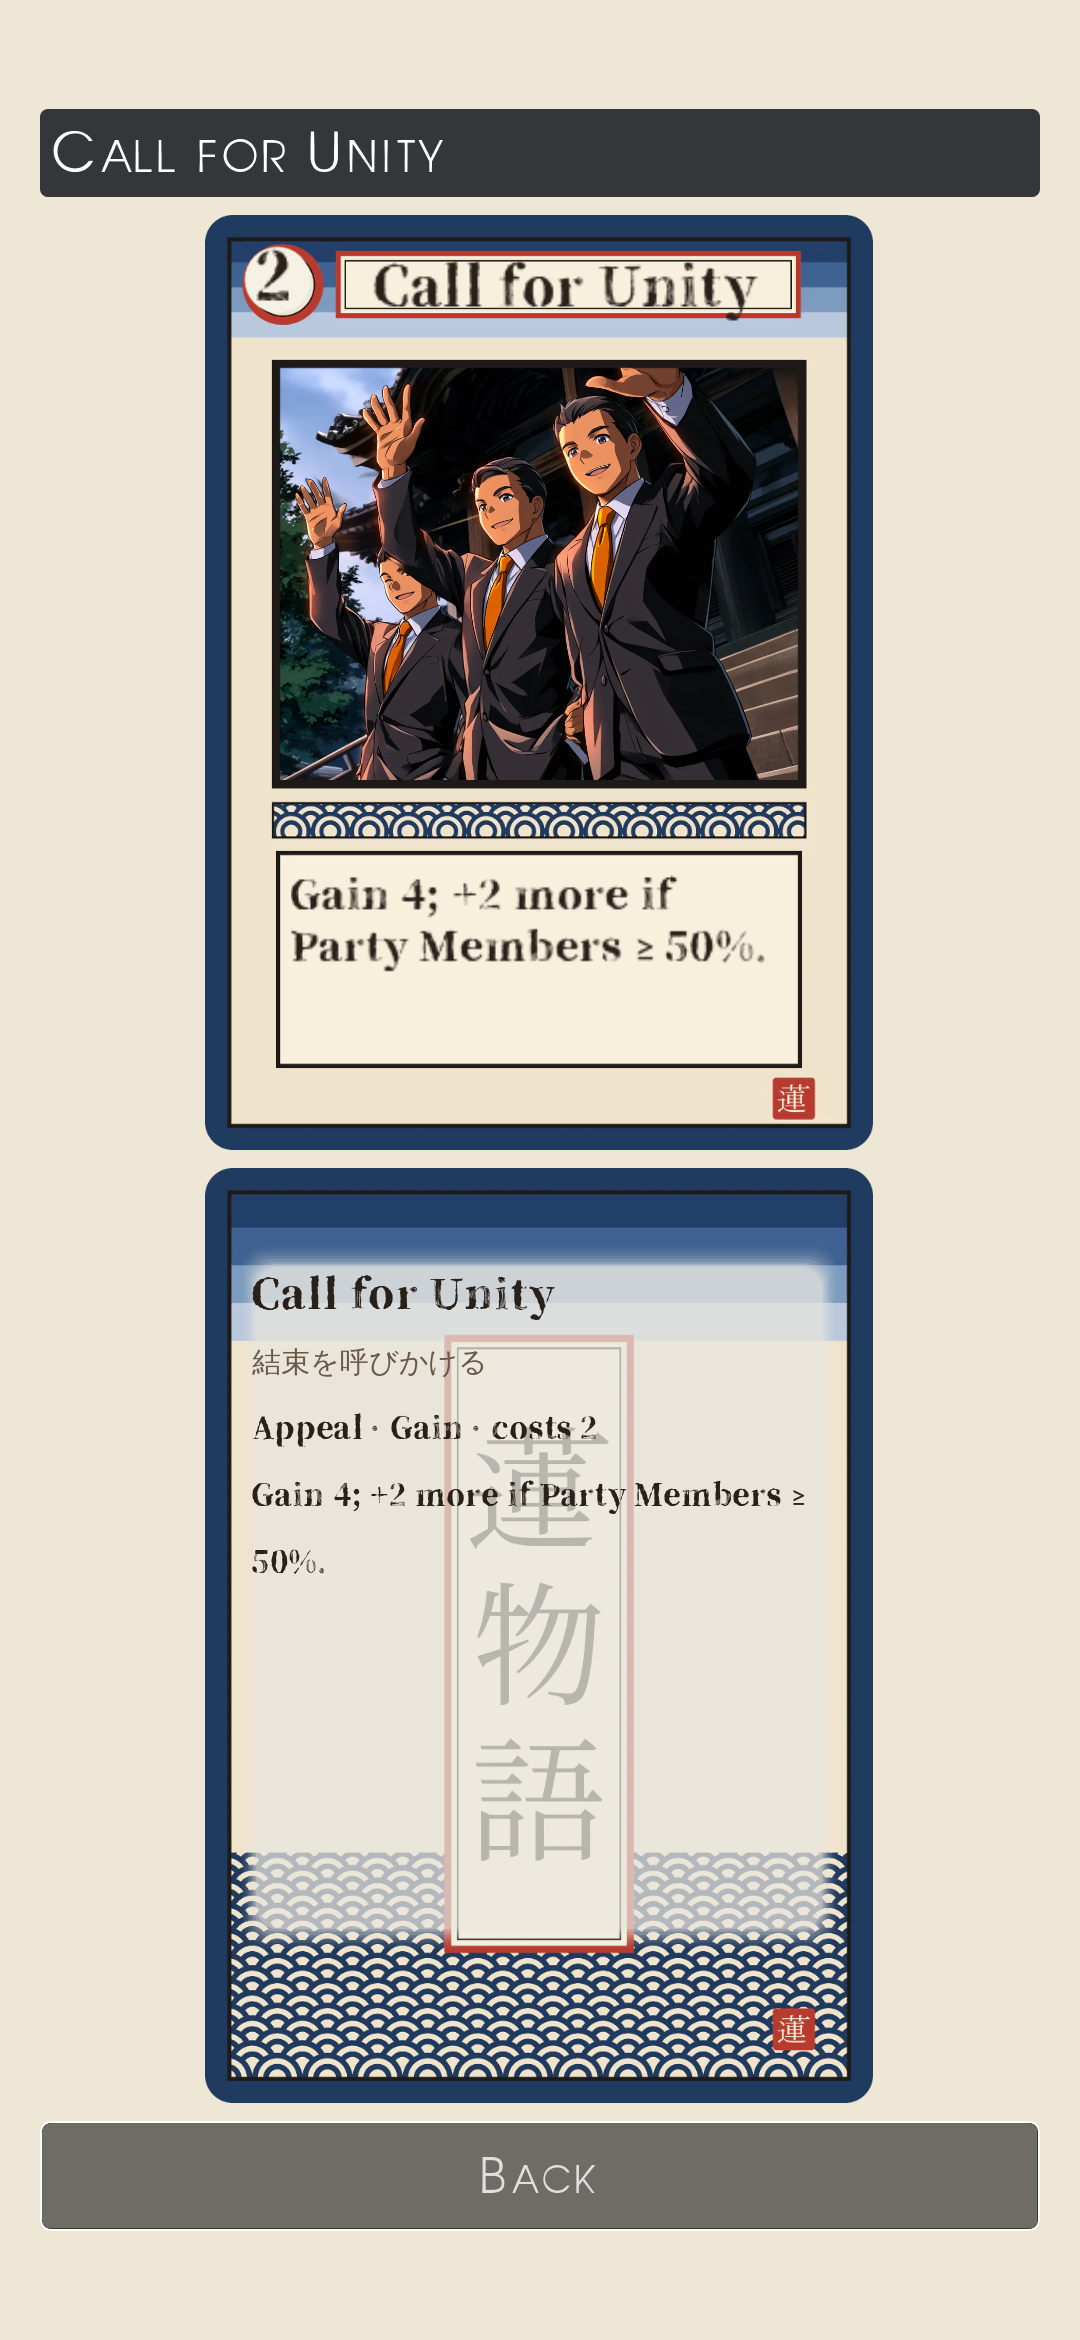 Call for Unity
2
Call for Unity
Gain 4; +2 more if
Party Members ≥ 50%.
蓮
Call for Unity
結束を呼びかける
Appeal · Gain · costs 2
Gain 4; +2 more if Party Members ≥
50%.
蓮
物
語
蓮
Back